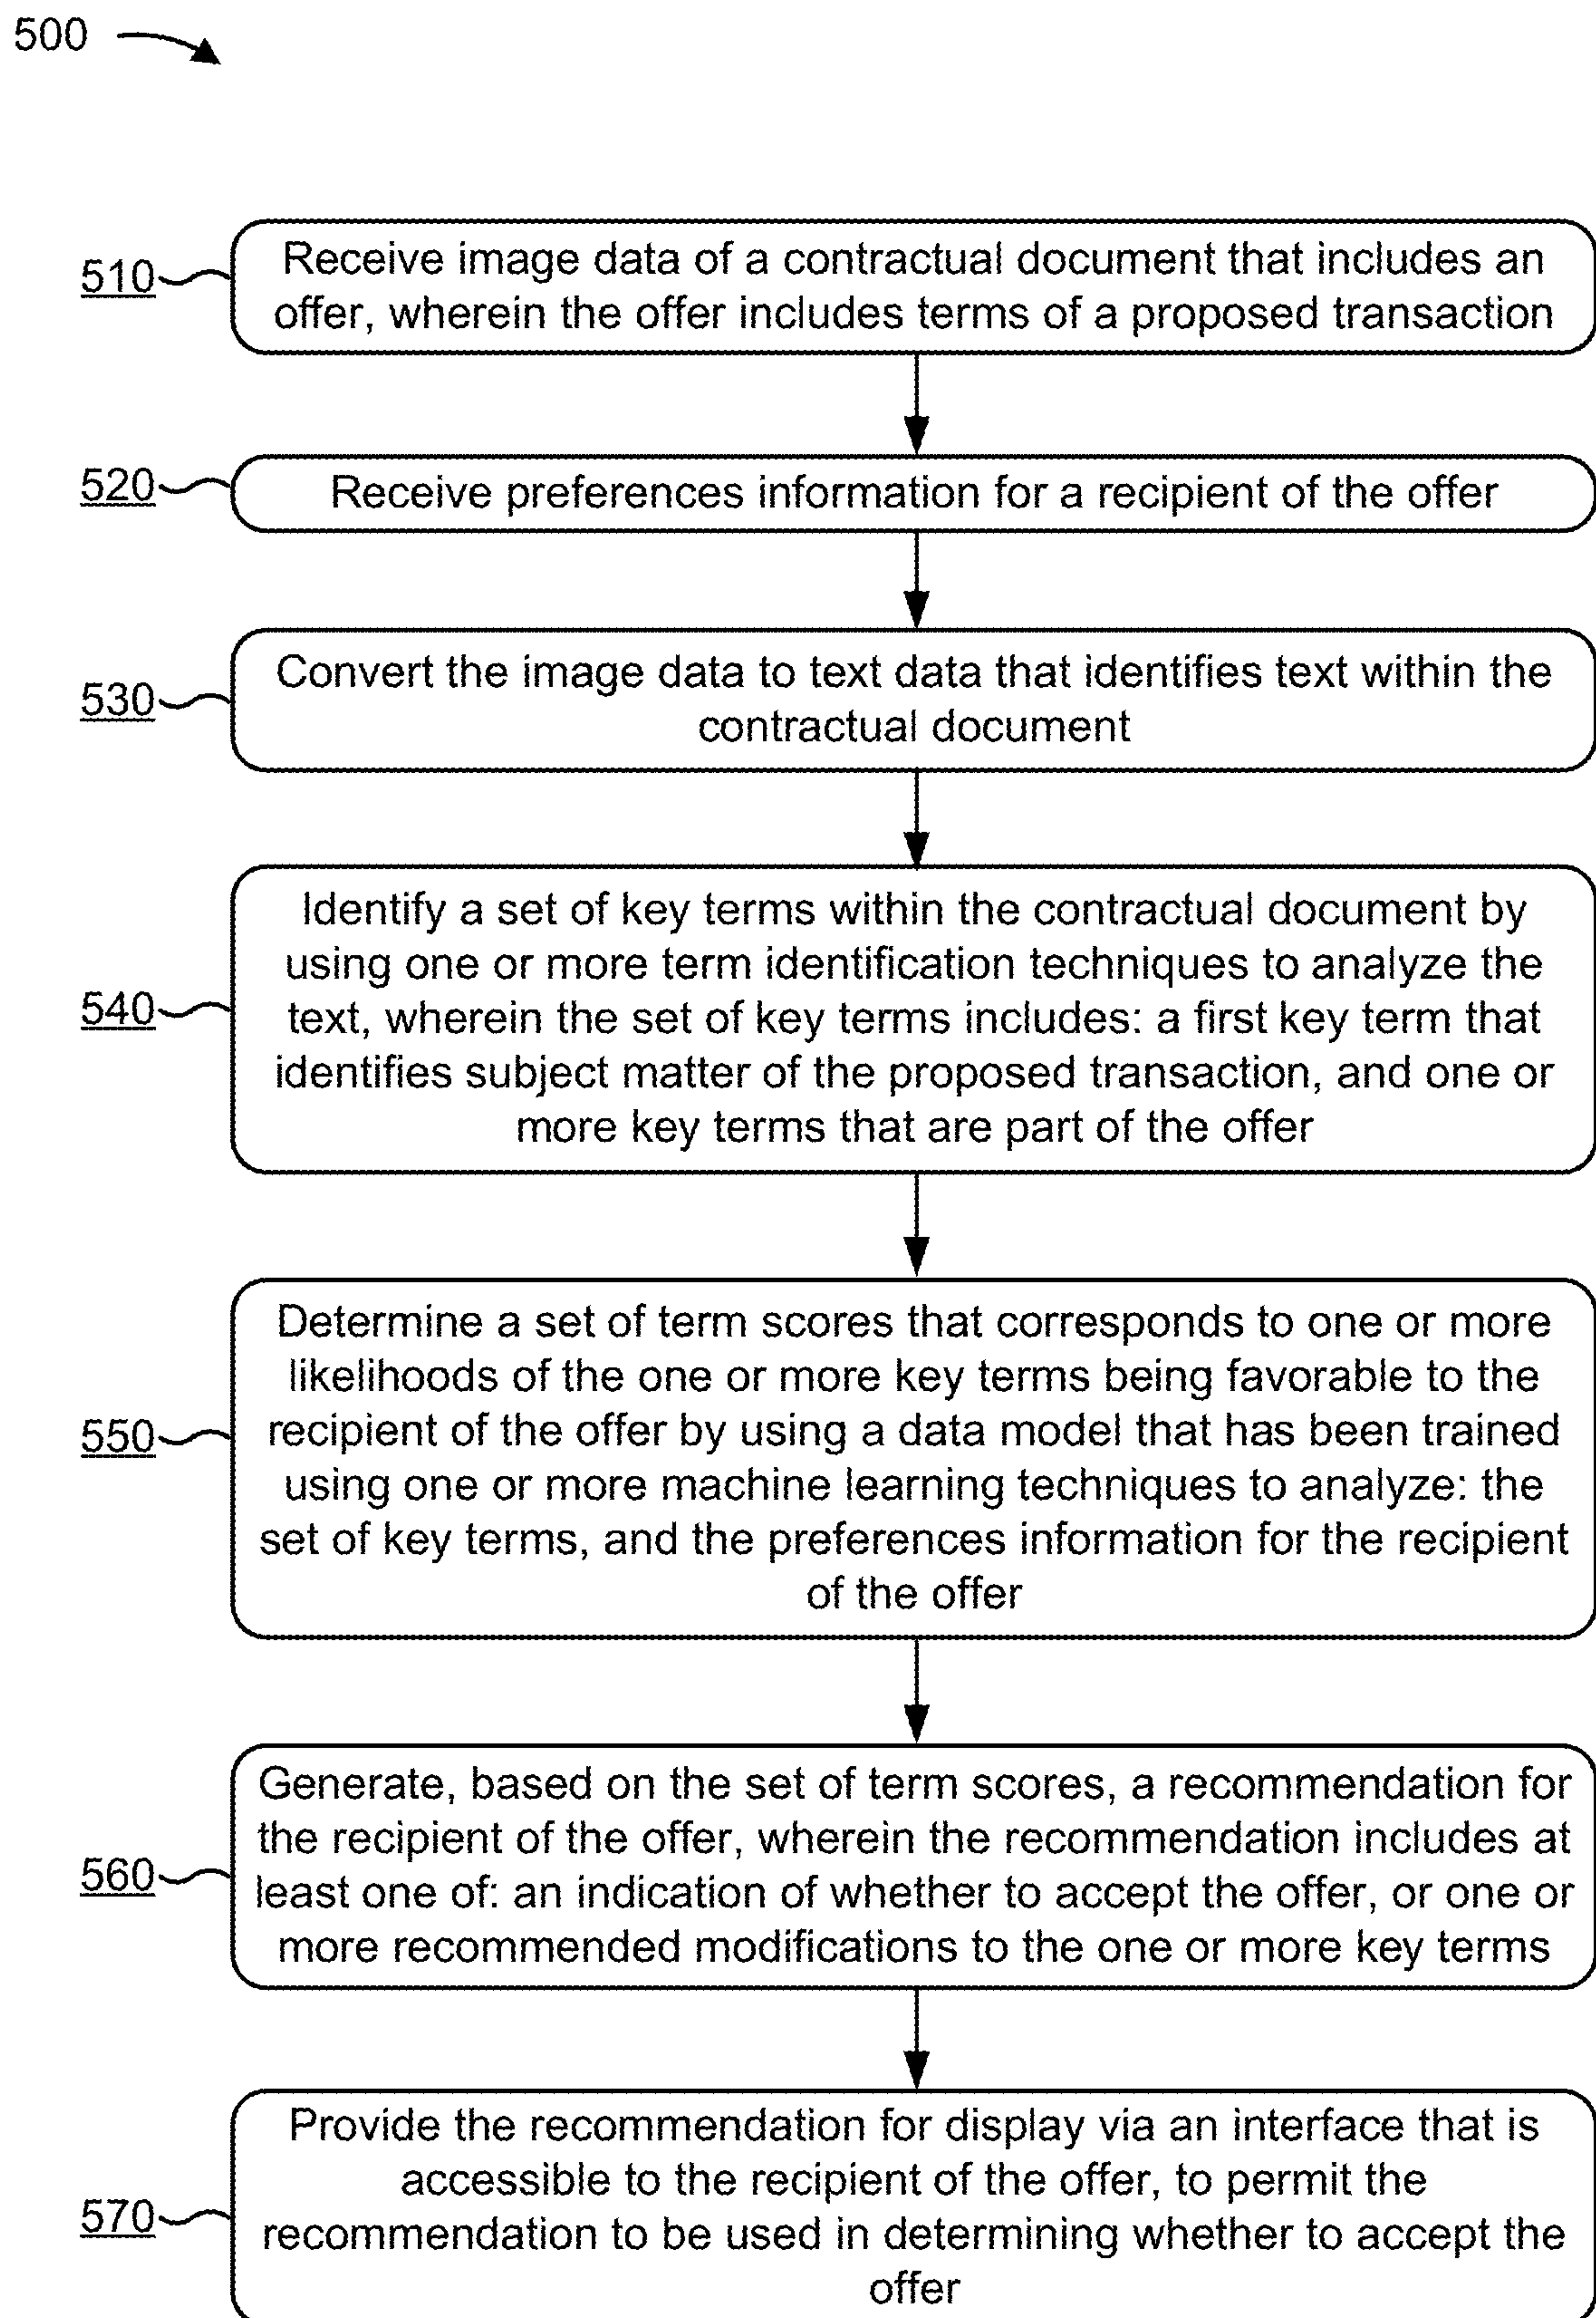 500
510
Receive image data of a contractual document that includes an
offer, wherein the offer includes terms of a proposed transaction
520
Receive preferences information for a recipient of the offer
530
Convert the image data to text data that identifies text within the
contractual document
540
Identify a set of key terms within the contractual document by
using one or more term identification techniques to analyze the
text, wherein the set of key terms includes: a first key term that
identifies subject matter of the proposed transaction, and one or
more key terms that are part of the offer
550
Determine a set of term scores that corresponds to one or more
likelihoods of the one or more key terms being favorable to the
recipient of the offer by using a data model that has been trained
using one or more machine learning techniques to analyze: the
set of key terms, and the preferences information for the recipient
of the offer
560
Generate, based on the set of term scores, a recommendation for
the recipient of the offer, wherein the recommendation includes at
least one of: an indication of whether to accept the offer, or one or
more recommended modifications to the one or more key terms
570
Provide the recommendation for display via an interface that is
accessible to the recipient of the offer, to permit the
recommendation to be used in determining whether to accept the
offer